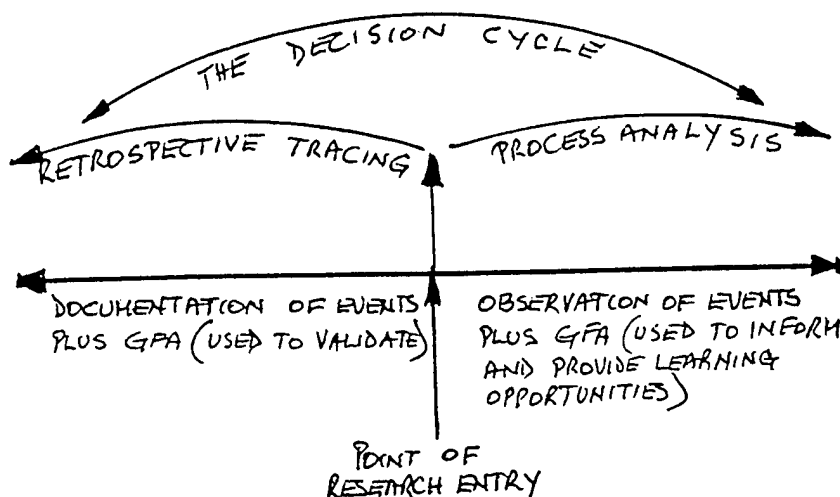 THE DECISION CYCLE
RETROSPECTIVE TRACING
PROCESS ANALYSIS
DOCUMENTATION OF EVENTS
PLUS GFA (USED TO VALIDATE)
OBSERVATION OF EVENTS
PLUS GFA (USED TO INFORM
AND PROVIDE LEARNING
OPPORTUNITIES)
POINT OF
RESEARCH ENTRY